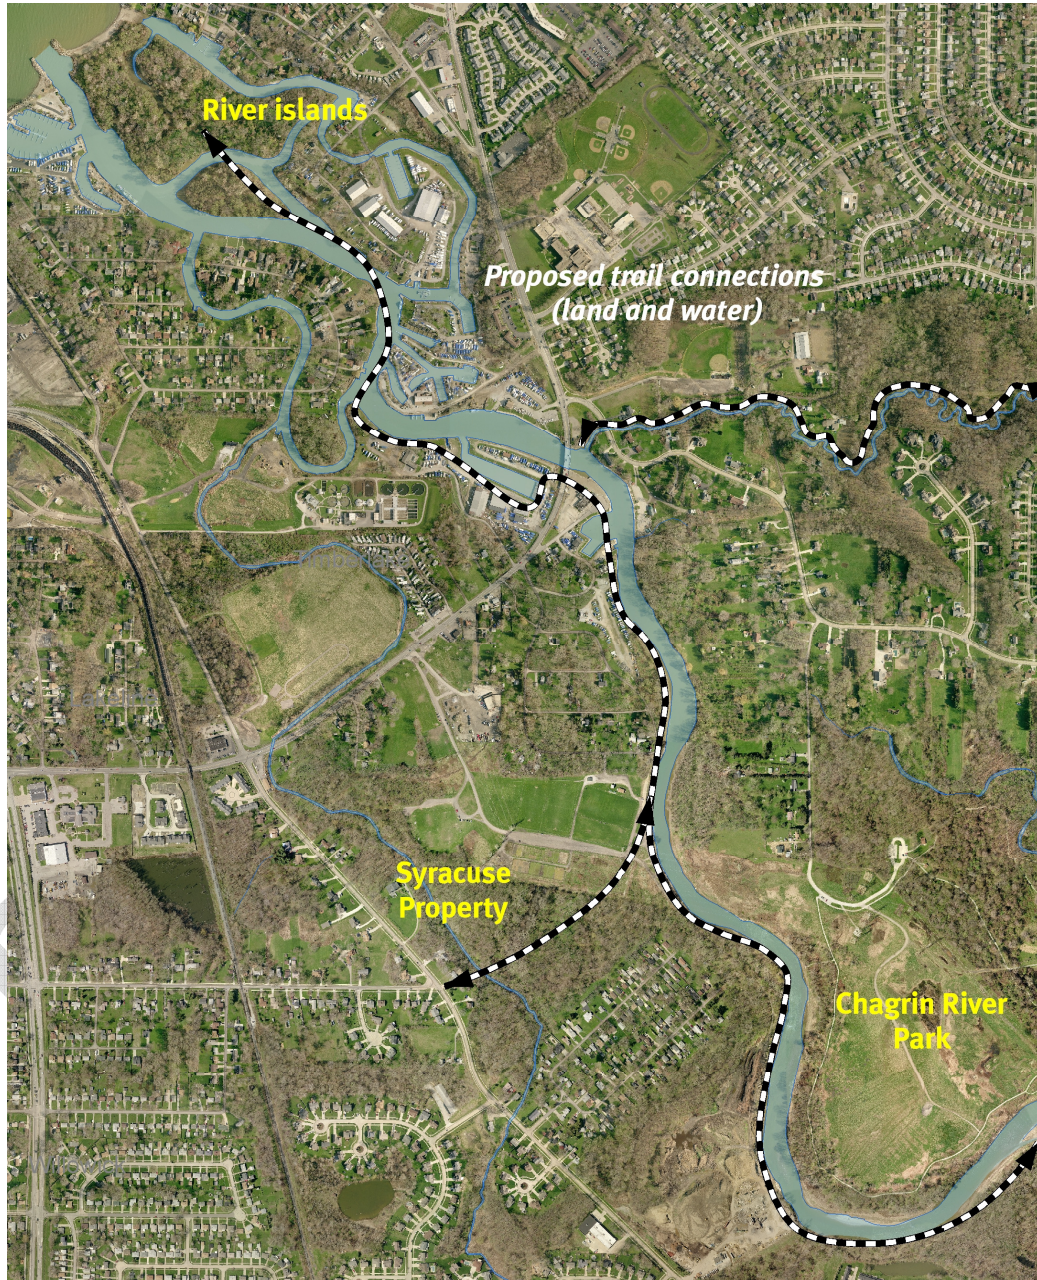 River islands
Proposed trail connections
(land and water)
Syracuse
Property
Chagrin River
Park